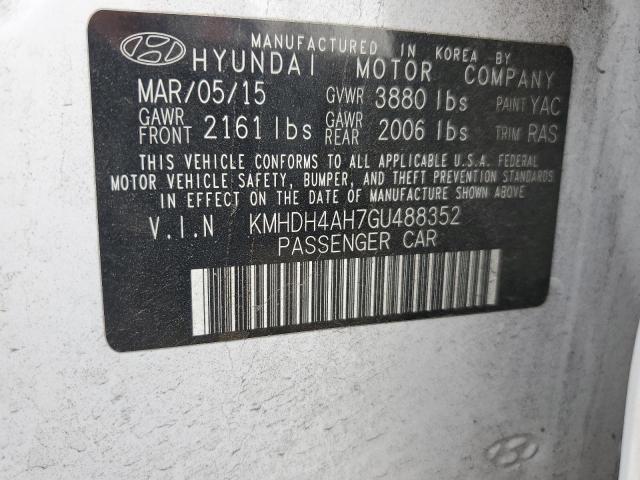 MANUFACTURED IN KOREA BY
HYUNDAI MOTOR COMPANY
MAR/05/15 GVWR 3880 lbs PAINT YAC
GAWR FRONT 2161 lbs GAWR REAR 2006 lbs TRIM RAS
THIS VEHICLE CONFORMS TO ALL APPLICABLE U.S.A. FEDERAL
MOTOR VEHICLE SAFETY, BUMPER, AND THEFT PREVENTION STANDARDS
IN EFFECT ON THE DATE OF MANUFACTURE SHOWN ABOVE.
V.I.N KMHDH4AH7GU488352
PASSENGER CAR